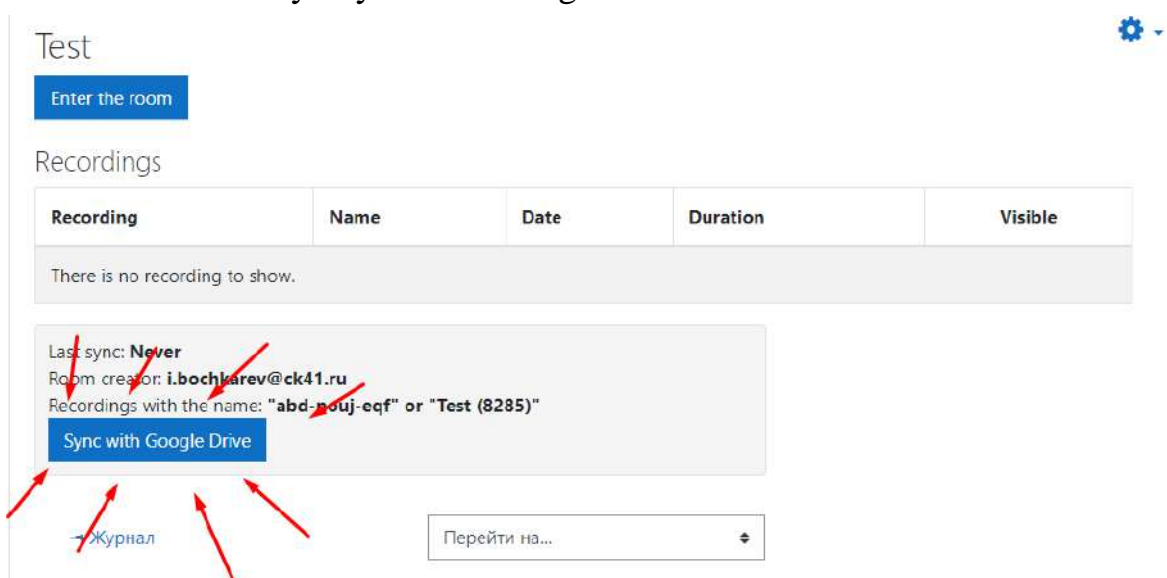 Test
Enter the room
Recordings
Recording Name Date Duration Visible
There is no recording to show.
Last sync: Never
Room creator: i.bochkarev@ck41.ru
Recordings with the name: "abd-nouj-eqf" or "Test (8285)"
Sync with Google Drive
Журнал Перейти на...